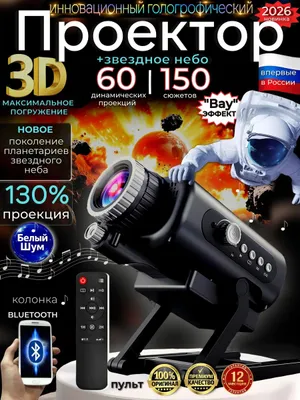 инновационный голографический
2026
новинка
Проектор
+звездное небо
3D
МАКСИМАЛЬНОЕ
ПОГРУЖЕНИЕ
60 | 150
динамических
проекций
сюжетов
впервые
в России
"Вау"
ЭФФЕКТ
НОВОЕ
поколение
планетариев
звездного
неба
130%
проекция
Белый
Шум
колонка
BLUETOOTH
пульт
100%
ОРИГИНАЛ
ПРЕМИУМ
КАЧЕСТВО
12